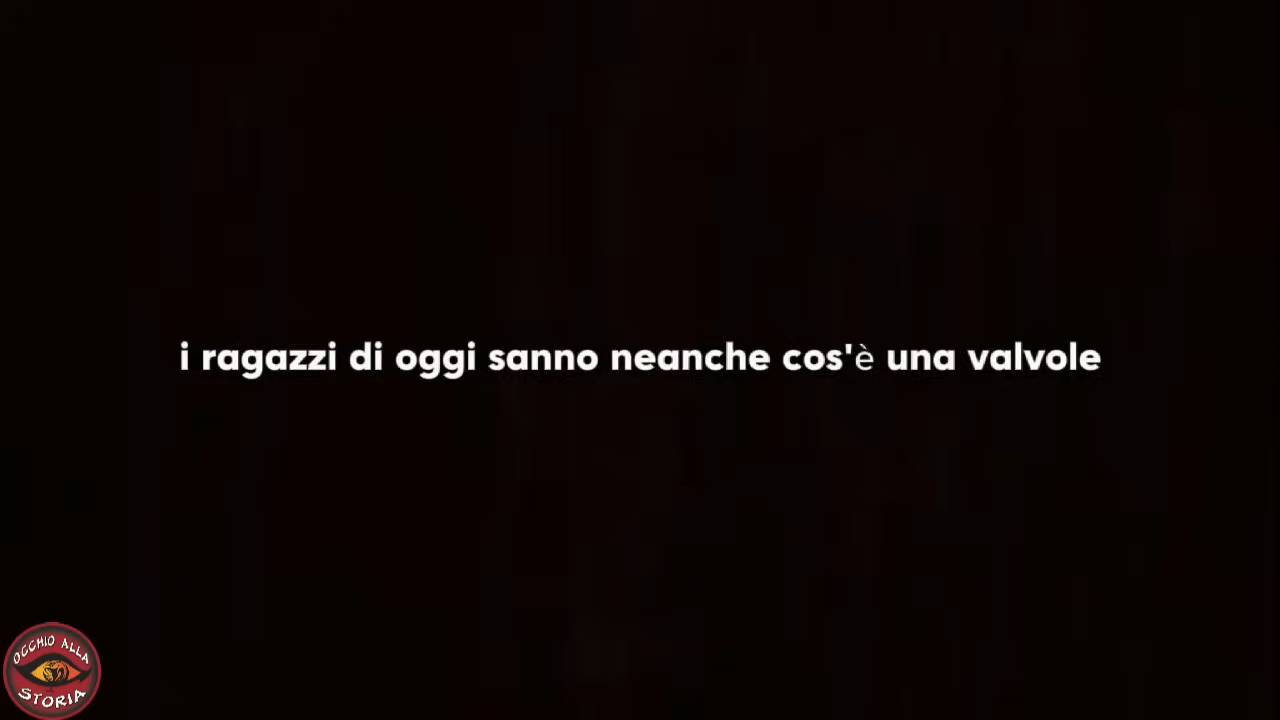 i ragazzi di oggi sanno neanche cos'è una valvole
OCCHIO ALLA
STORIA